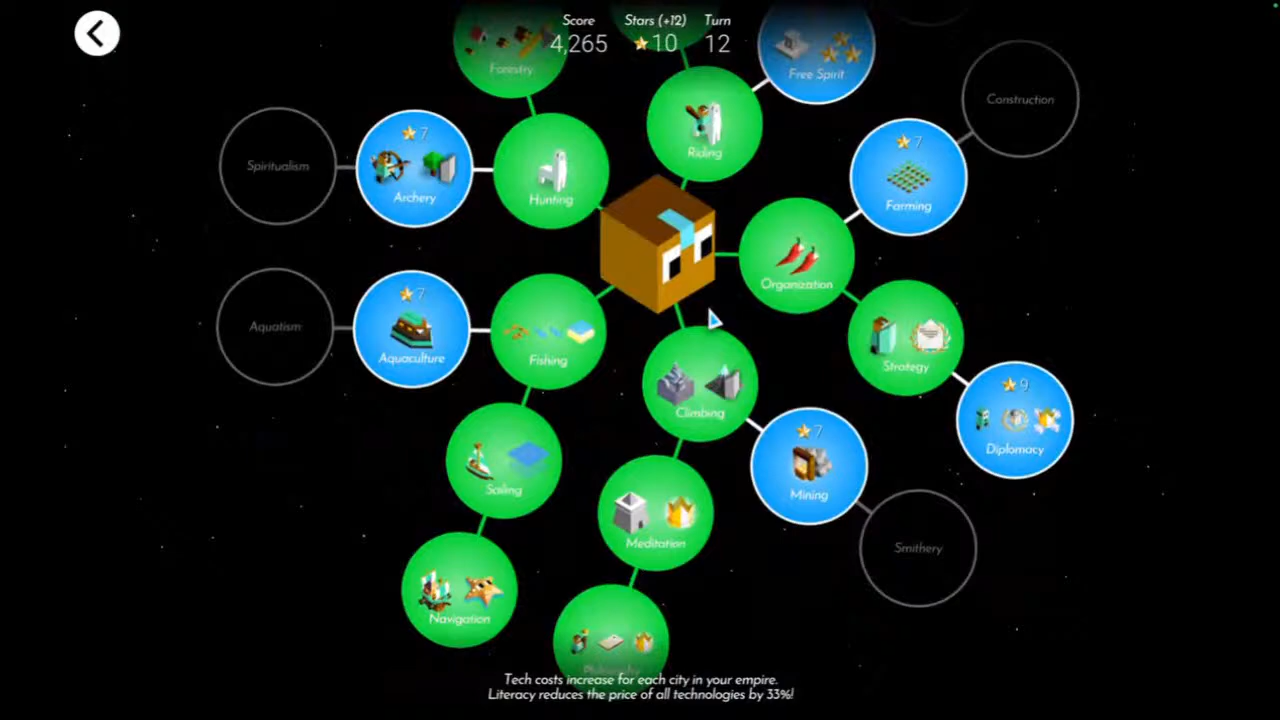 Score
Stars (+12)
Turn
4,265
10
12
Forestry
Free Spirit
Riding
Construction
Spiritualism
7
Archery
Hunting
7
Farming
Organization
Aquatism
7
Aquaculture
Fishing
Climbing
Strategy
9
Diplomacy
7
Mining
Sailing
Meditation
Smithery
Navigation
Philosophy
Tech costs increase for each city in your empire.
Literacy reduces the price of all technologies by 33%!